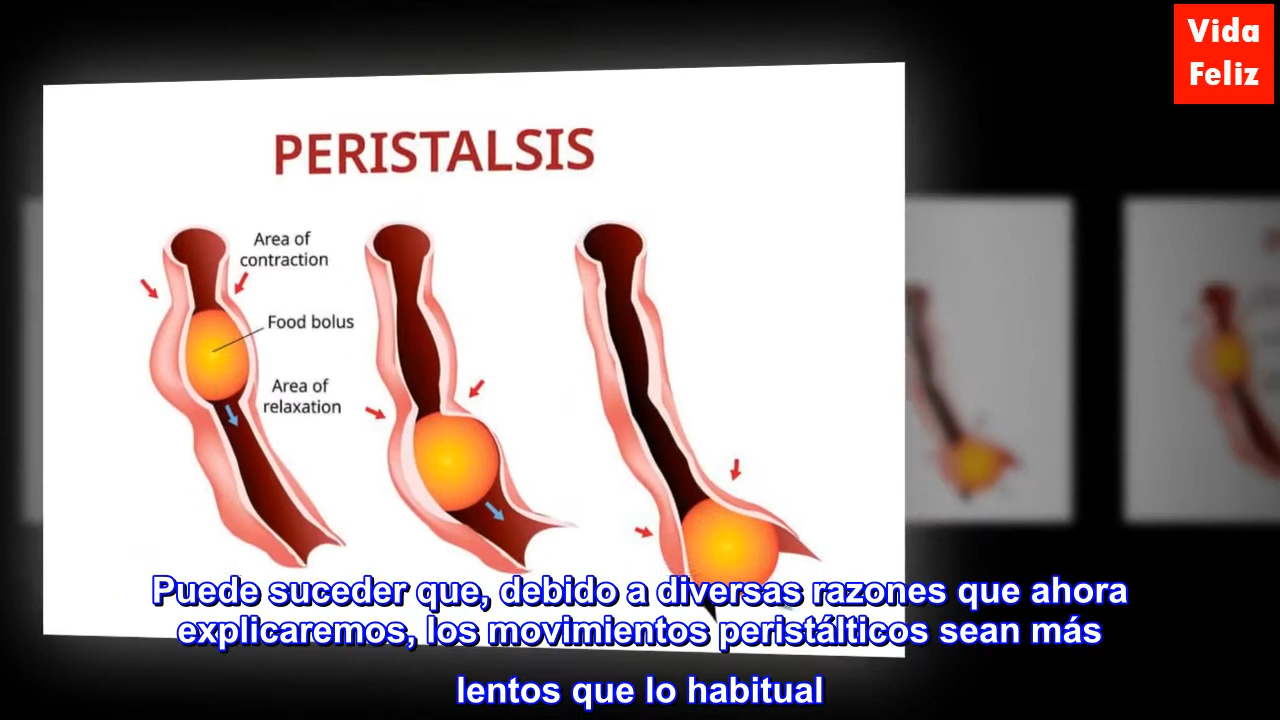 Vida
Feliz
PERISTALSIS
Area of
contraction
Food bolus
Area of
relaxation
Puede suceder que, debido a diversas razones que ahora
explicaremos, los movimientos peristálticos sean más
lentos que lo habitual